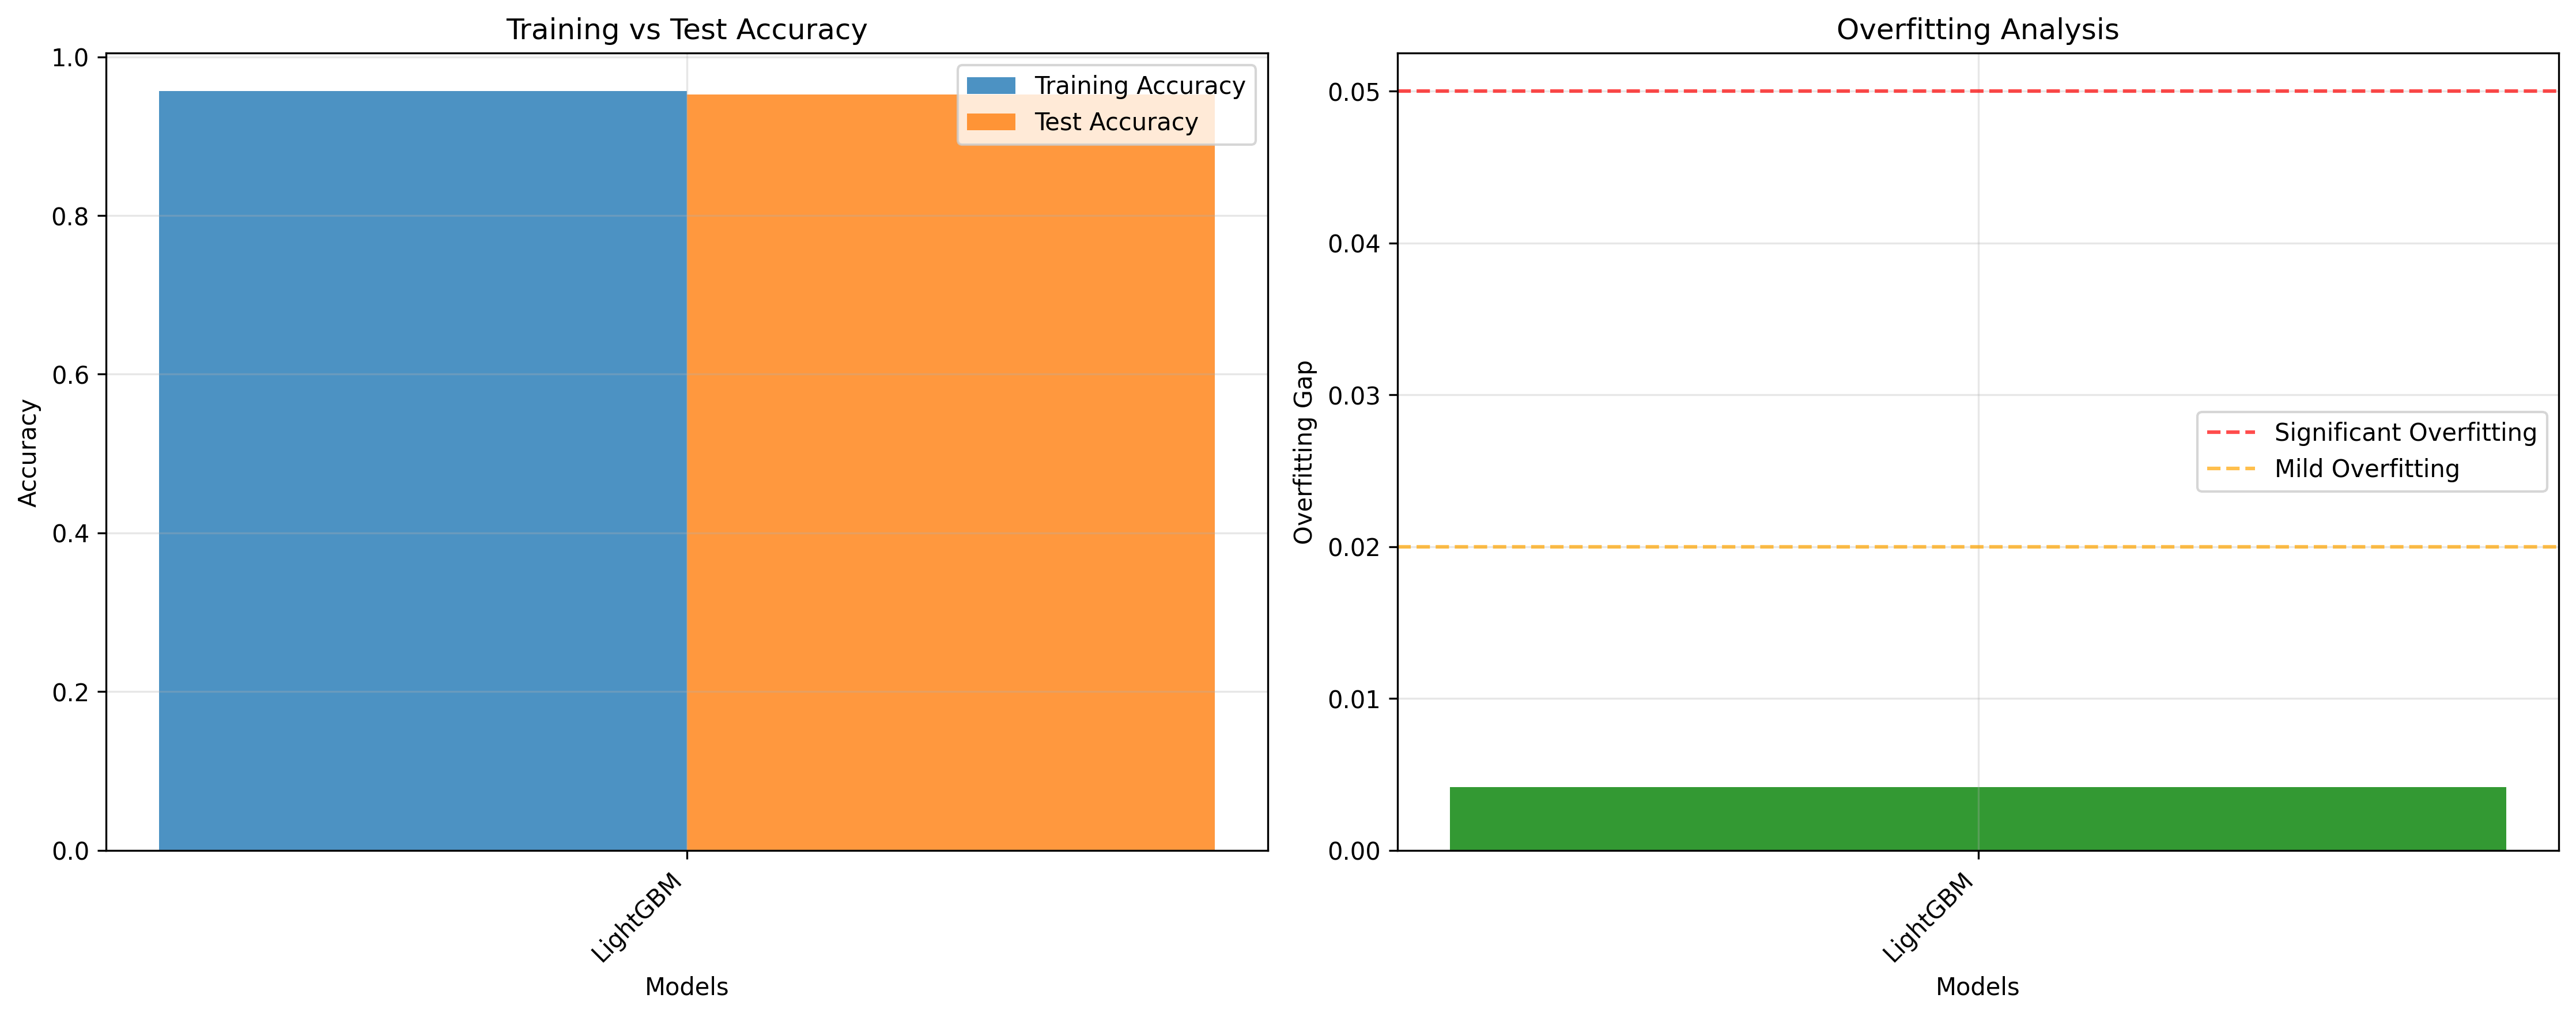 Training vs Test Accuracy
1.0
0.8
0.6
0.4
0.2
0.0
Accuracy
Training Accuracy
Test Accuracy
LightGBM
Models
Overfitting Analysis
0.05
0.04
0.03
0.02
0.01
0.00
Overfitting Gap
Significant Overfitting
Mild Overfitting
LightGBM
Models